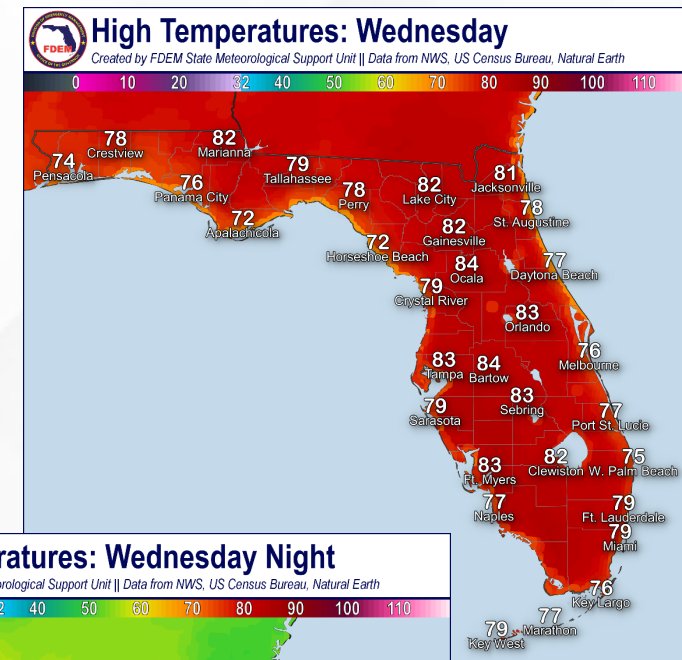 FDEM
High Temperatures: Wednesday
Created by FDEM State Meteorological Support Unit || Data from NWS, US Census Bureau, Natural Earth
0 10 20 32 40 50 60 70 80 90 100 110
78
Crestview
82
Marianna
74
Pensacola
79
Tallahassee
76
Panama City
78
Perry
82
Lake City
81
Jacksonville
72
Apalachicola
78
St. Augustine
72
Horseshoe Beach
82
Gainesville
84
Ocala
77
Daytona Beach
79
Crystal River
83
Orlando
83
Tampa
84
Bartow
76
Melbourne
79
Sarasota
83
Sebring
77
Port St. Lucie
83
Ft. Myers
82
Clewiston
75
W. Palm Beach
77
Naples
79
Ft. Lauderdale
79
Miami
76
Key Largo
77
Marathon
79
Key West
ratures: Wednesday Night
orological Support Unit || Data from NWS, US Census Bureau, Natural Earth
2 40 50 60 70 80 90 100 110